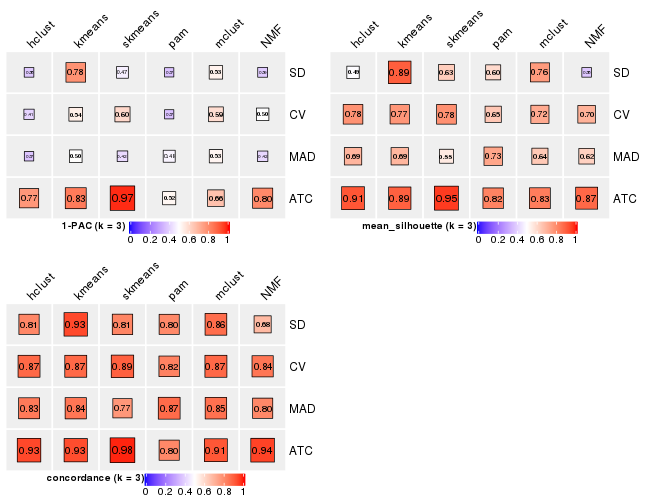 hclust kmeans skmeans pam mclust NMF
0.78 0.47 0.53 SD
0.41 0.54 0.60 0.59 0.50 CV
0.50 0.42 0.41 0.53 0.42 MAD
0.77 0.83 0.97 0.52 0.66 0.80 ATC
1-PAC (k = 3)
0 0.2 0.4 0.6 0.8 1
hclust kmeans skmeans pam mclust NMF
0.49 0.89 0.63 0.60 0.76 SD
0.78 0.77 0.78 0.65 0.72 0.70 CV
0.69 0.69 0.55 0.73 0.64 0.62 MAD
0.91 0.89 0.95 0.82 0.83 0.87 ATC
mean_silhouette (k = 3)
0 0.2 0.4 0.6 0.8 1
hclust kmeans skmeans pam mclust NMF
0.81 0.93 0.81 0.80 0.86 0.68 SD
0.87 0.87 0.89 0.82 0.87 0.84 CV
0.83 0.84 0.77 0.87 0.85 0.80 MAD
0.93 0.93 0.98 0.80 0.91 0.94 ATC
concordance (k = 3)
0 0.2 0.4 0.6 0.8 1